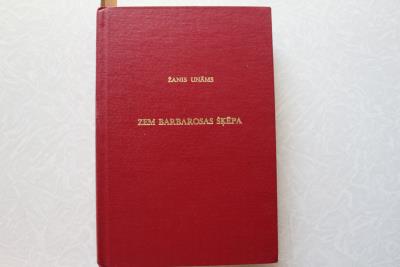 ŽANIS UNĀMS
ZEM BARBAROSAS ŠĶĒPA